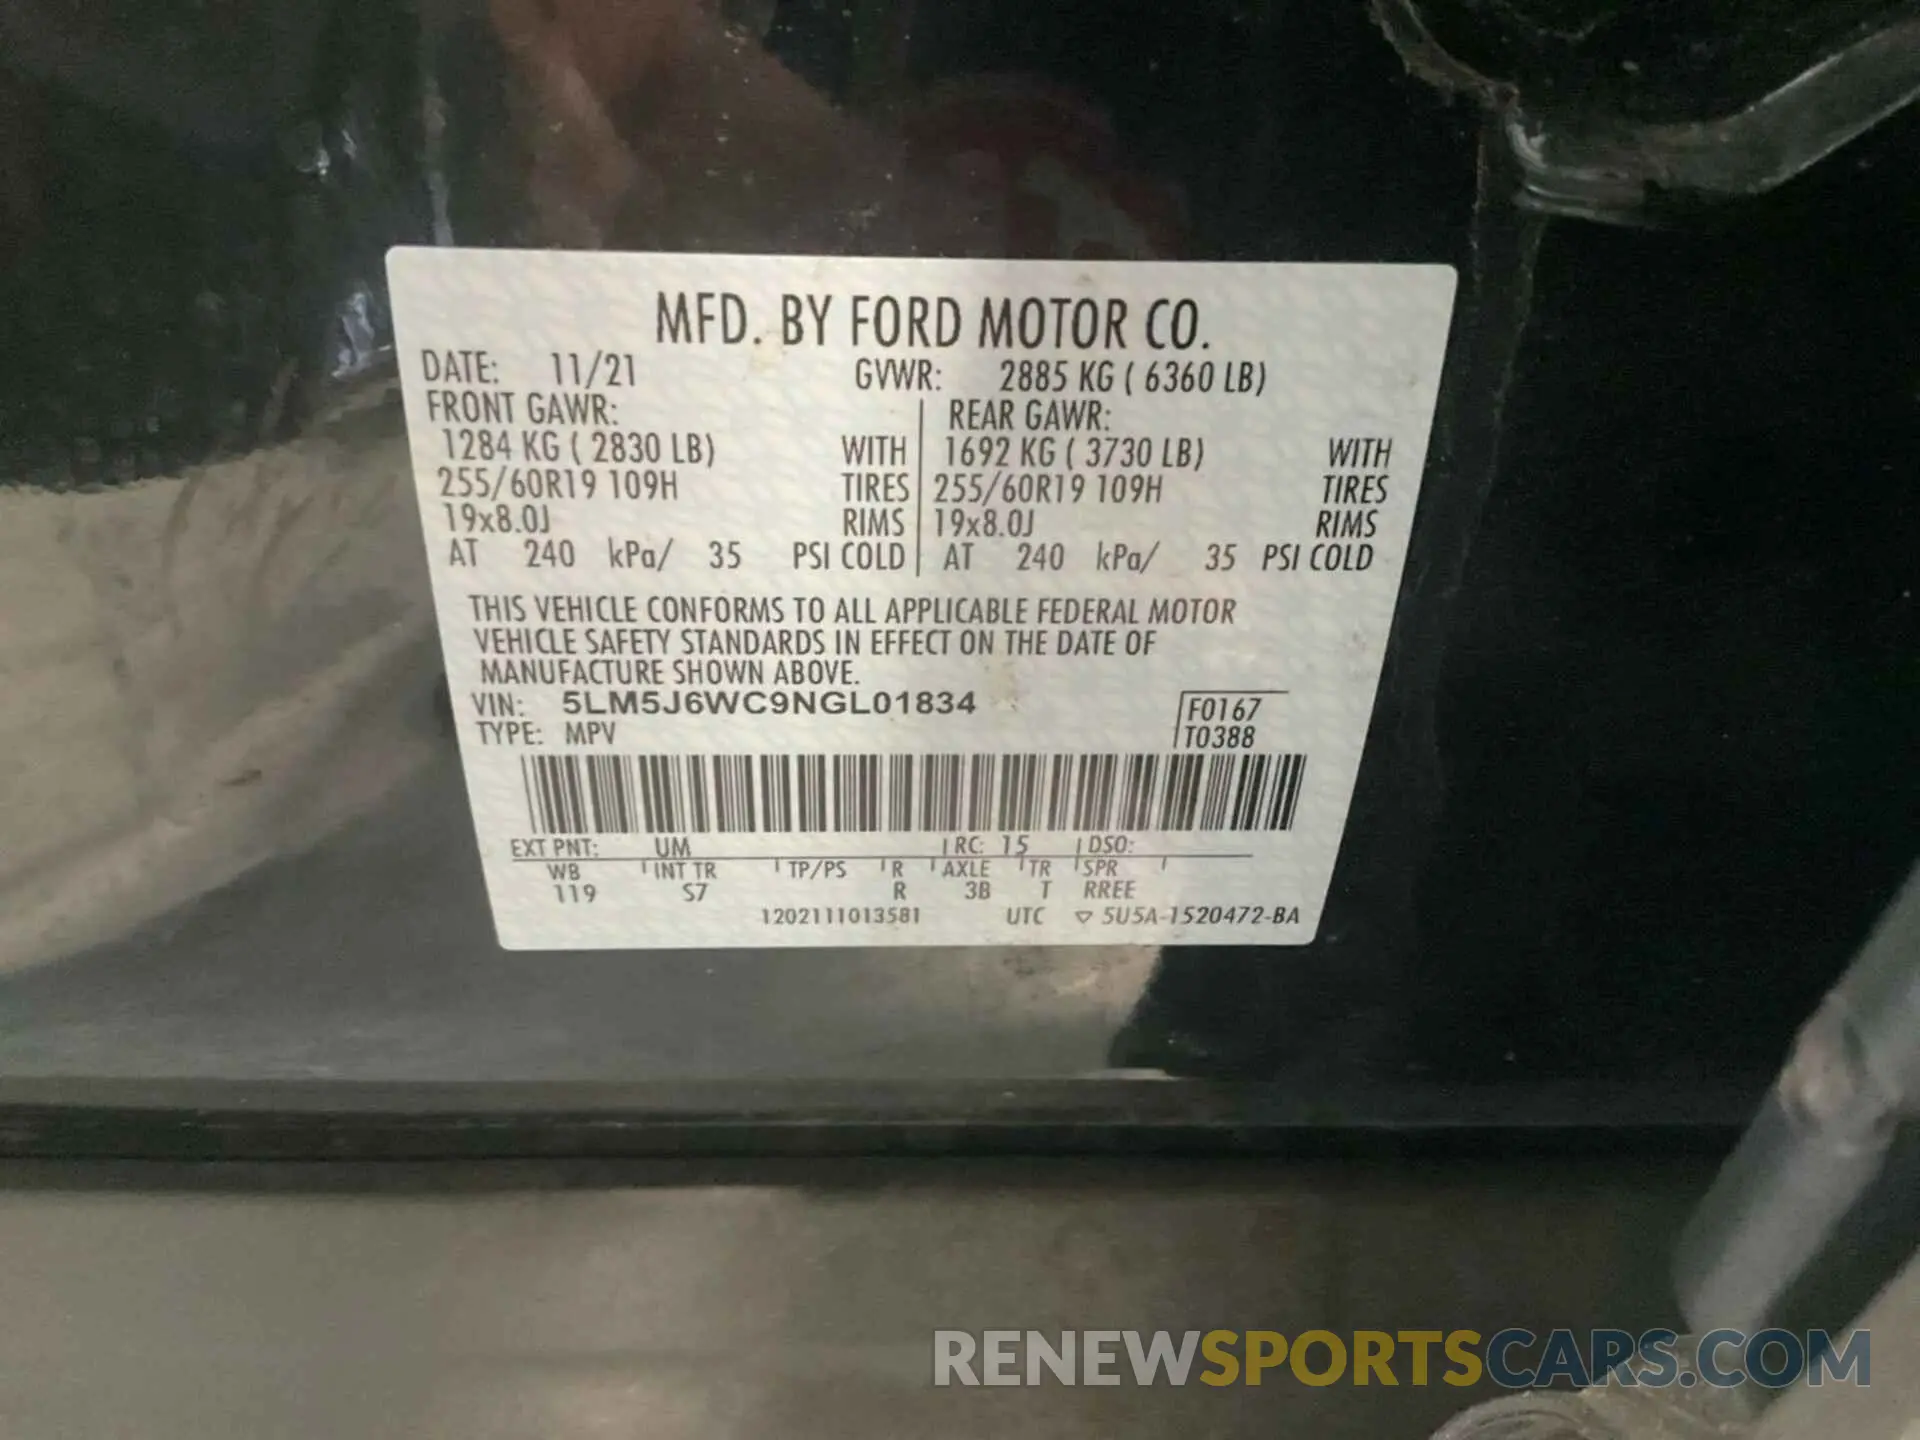 MFD. BY FORD MOTOR CO.
DATE: 11/21 GVWR: 2885 KG ( 6360 LB)
FRONT GAWR: REAR GAWR:
1284 KG ( 2830 LB) WITH 1692 KG ( 3730 LB) WITH
255/60R19 109H TIRES 255/60R19 109H TIRES
19x8.0J RIMS 19x8.0J RIMS
AT 240 kPa/ 35 PSI COLD AT 240 kPa/ 35 PSI COLD
THIS VEHICLE CONFORMS TO ALL APPLICABLE FEDERAL MOTOR
VEHICLE SAFETY STANDARDS IN EFFECT ON THE DATE OF
MANUFACTURE SHOWN ABOVE.
VIN: 5LM5J6WC9NGL01834 F0167
TYPE: MPV T0388
EXT PNT: UM RC: 15 DSO:
WB INT TR TP/PS R AXLE TR SPR
119 S7 R 3B T RREE
1202111013581 UTC ▽ 5U5A-1520472-BA
RENEWSPORTSCARS.COM